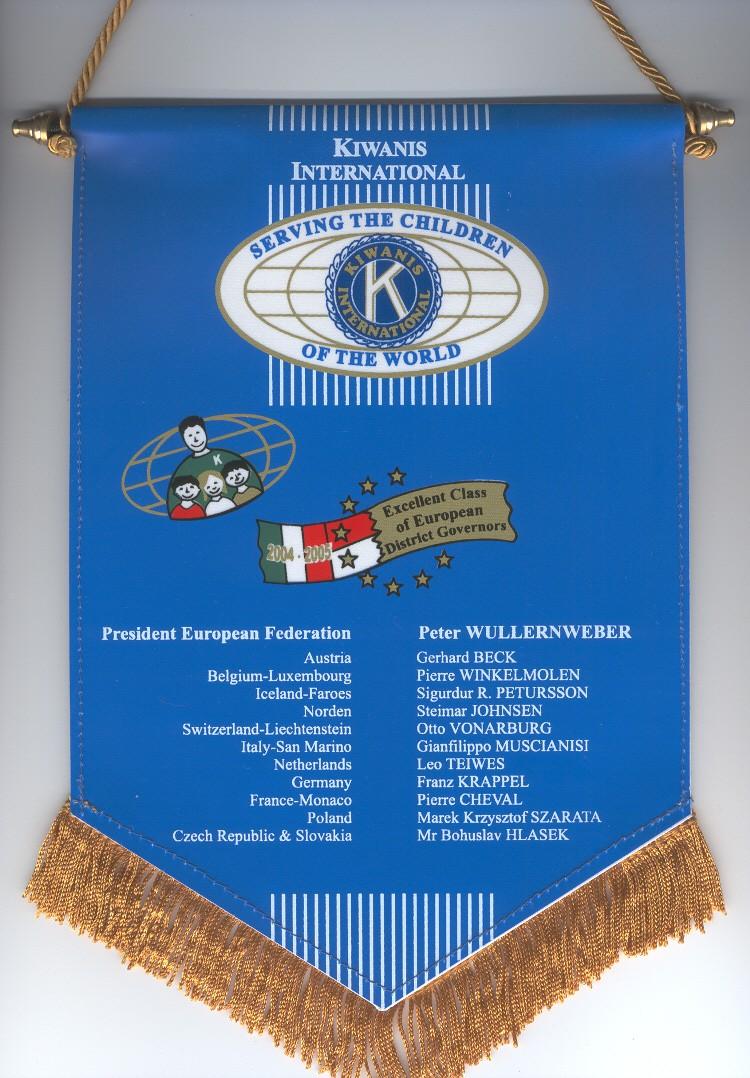 KIWANIS
INTERNATIONAL
SERVING THE CHILDREN
KIWANIS
K
INTERNATIONAL
OF THE WORLD
K
Excellent Class
of European
District Governors
2004 - 2005
President European Federation Peter WULLERNWEBER
Austria Gerhard BECK
Belgium-Luxembourg Pierre WINKELMOLEN
Iceland-Faroes Sigurdur R. PETURSSON
Norden Steimar JOHNSEN
Switzerland-Liechtenstein Otto VONARBURG
Italy-San Marino Gianfilippo MUSCIANISI
Netherlands Leo TEIWES
Germany Franz KRAPPEL
France-Monaco Pierre CHEVAL
Poland Marek Krzysztof SZARATA
Czech Republic & Slovakia Mr Bohuslav HLASEK